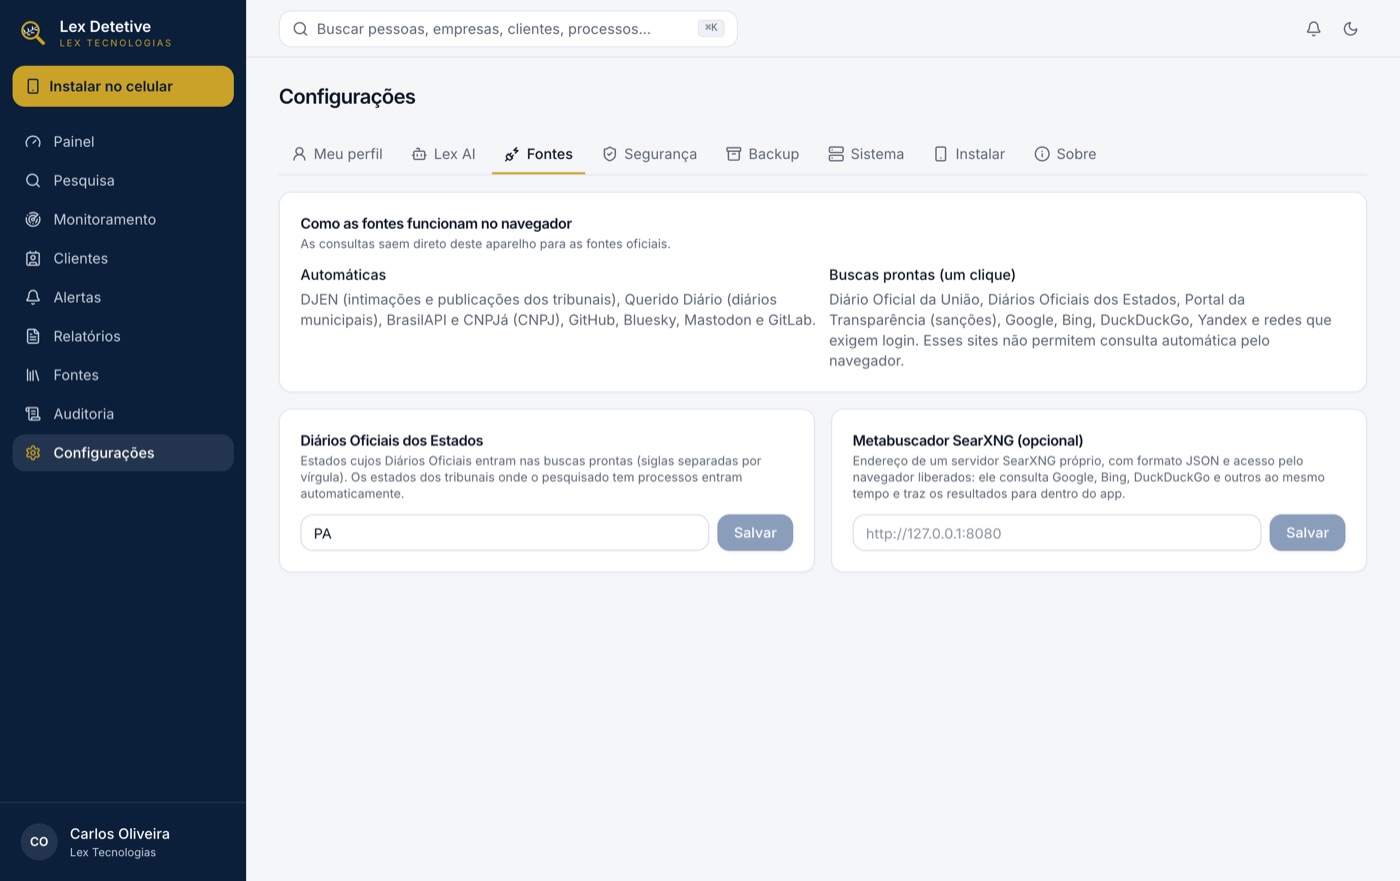 Lex Detetive
LEX TECNOLOGIAS
Instalar no celular
Painel
Pesquisa
Monitoramento
Clientes
Alertas
Relatórios
Fontes
Auditoria
Configurações
CO
Carlos Oliveira
Lex Tecnologias
Buscar pessoas, empresas, clientes, processos...
⌘K
Configurações
Meu perfil
Lex AI
Fontes
Segurança
Backup
Sistema
Instalar
Sobre
Como as fontes funcionam no navegador
As consultas saem direto deste aparelho para as fontes oficiais.
Automáticas
DJEN (intimações e publicações dos tribunais), Querido Diário (diários
municipais), BrasilAPI e CNPJá (CNPJ), GitHub, Bluesky, Mastodon e GitLab.
Buscas prontas (um clique)
Diário Oficial da União, Diários Oficiais dos Estados, Portal da
Transparência (sanções), Google, Bing, DuckDuckGo, Yandex e redes que
exigem login. Esses sites não permitem consulta automática pelo
navegador.
Diários Oficiais dos Estados
Estados cujos Diários Oficiais entram nas buscas prontas (siglas separadas por
vírgula). Os estados dos tribunais onde o pesquisado tem processos entram
automaticamente.
PA
Salvar
Metabuscador SearXNG (opcional)
Endereço de um servidor SearXNG próprio, com formato JSON e acesso pelo
navegador liberados: ele consulta Google, Bing, DuckDuckGo e outros ao mesmo
tempo e traz os resultados para dentro do app.
http://127.0.0.1:8080
Salvar